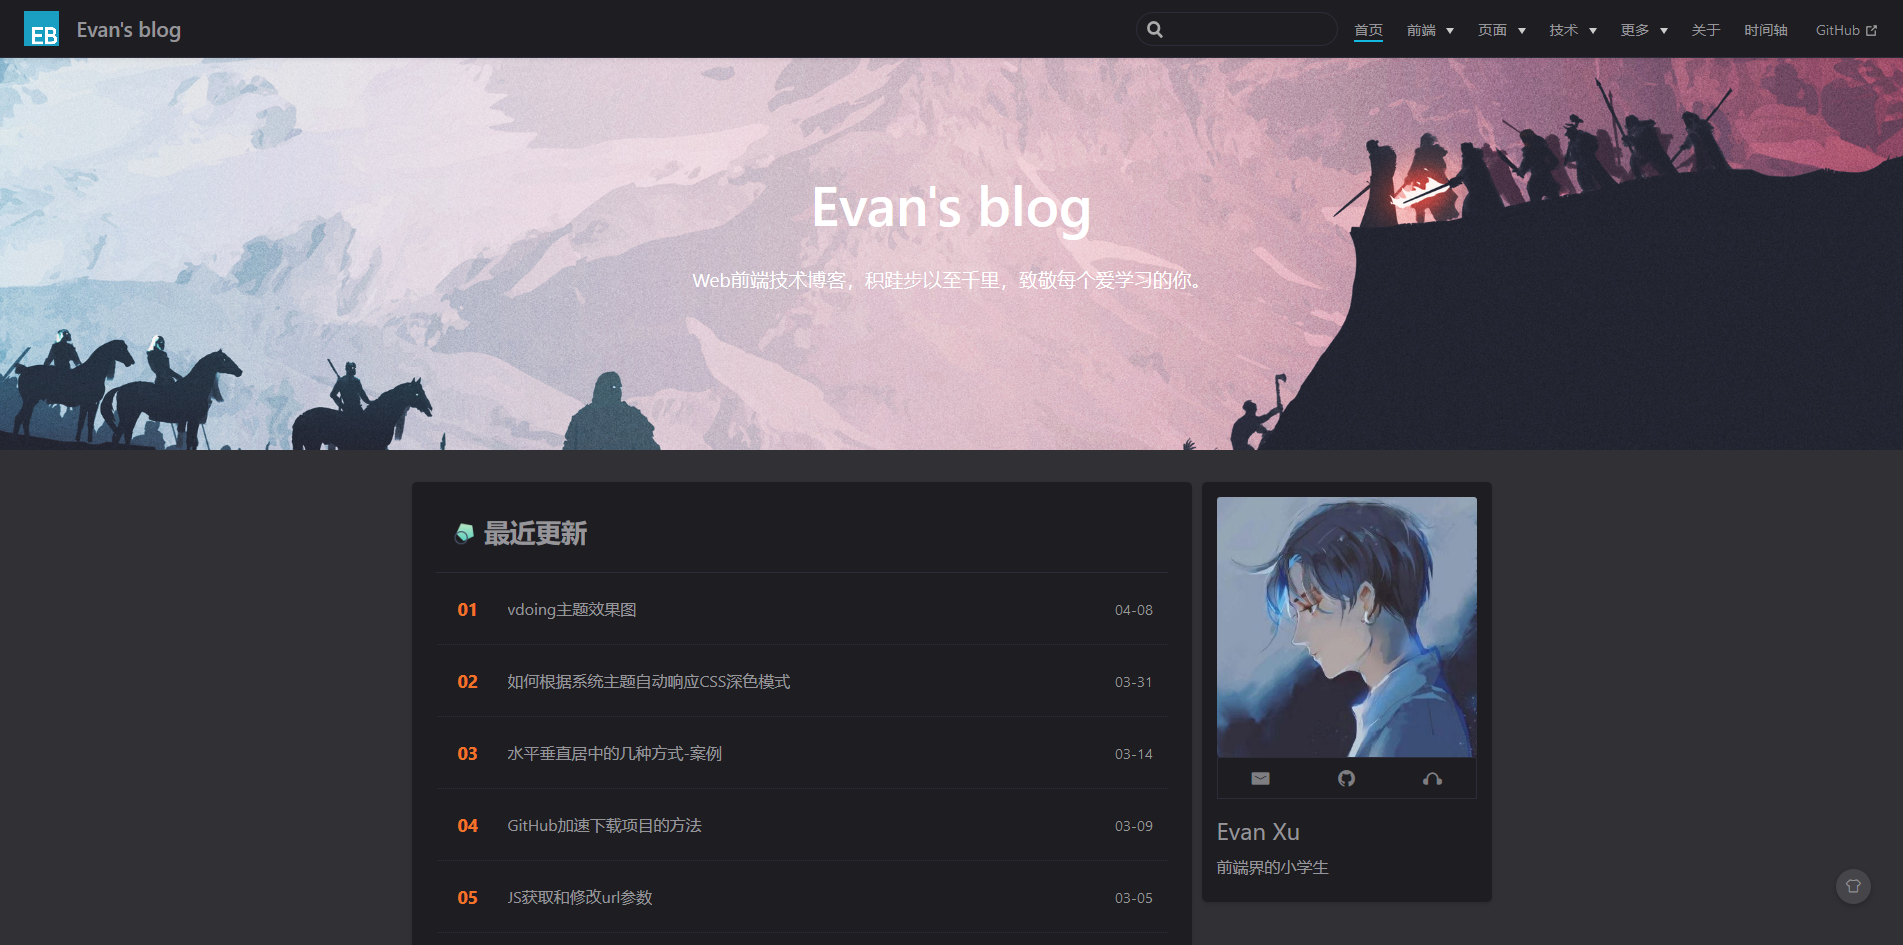 EB Evan's blog 首页 前端 页面 技术 更多 关于 时间轴 GitHub
Evan's blog
Web前端技术博客，积跬步以至千里，致敬每个爱学习的你。
最近更新
01 vdoing主题效果图 04-08
02 如何根据系统主题自动响应CSS深色模式 03-31
03 水平垂直居中的几种方式-案例 03-14
04 GitHub加速下载项目的方法 03-09
05 JS获取和修改url参数 03-05
Evan Xu
前端界的小学生